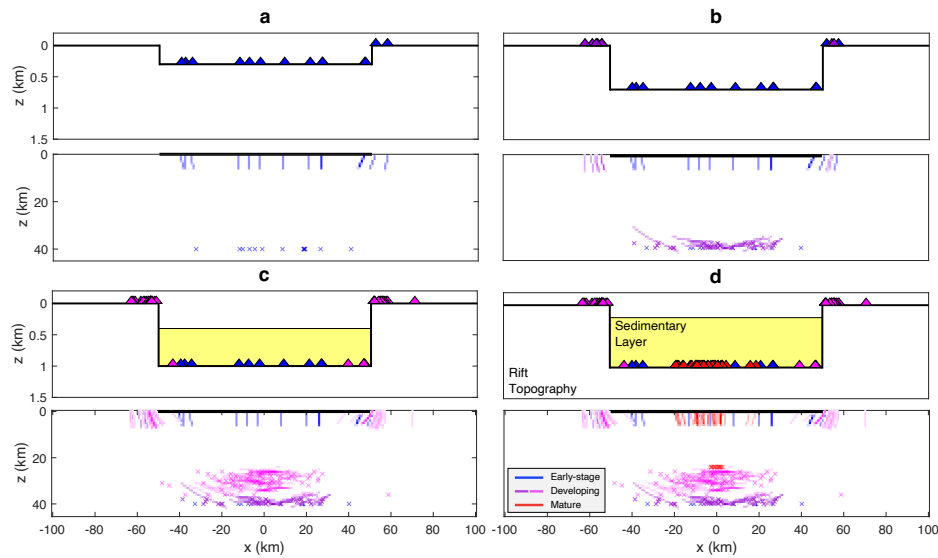 a
b
0
0.5
1
1.5
z (km)
0
20
40
z (km)
c
d
0
0.5
1
1.5
z (km)
Sedimentary
Layer
Rift
Topography
0
20
40
z (km)
Early-stage
Developing
Mature
-100 -80 -60 -40 -20 0 20 40 60 80 100
-100 -80 -60 -40 -20 0 20 40 60 80 100
x (km)
x (km)